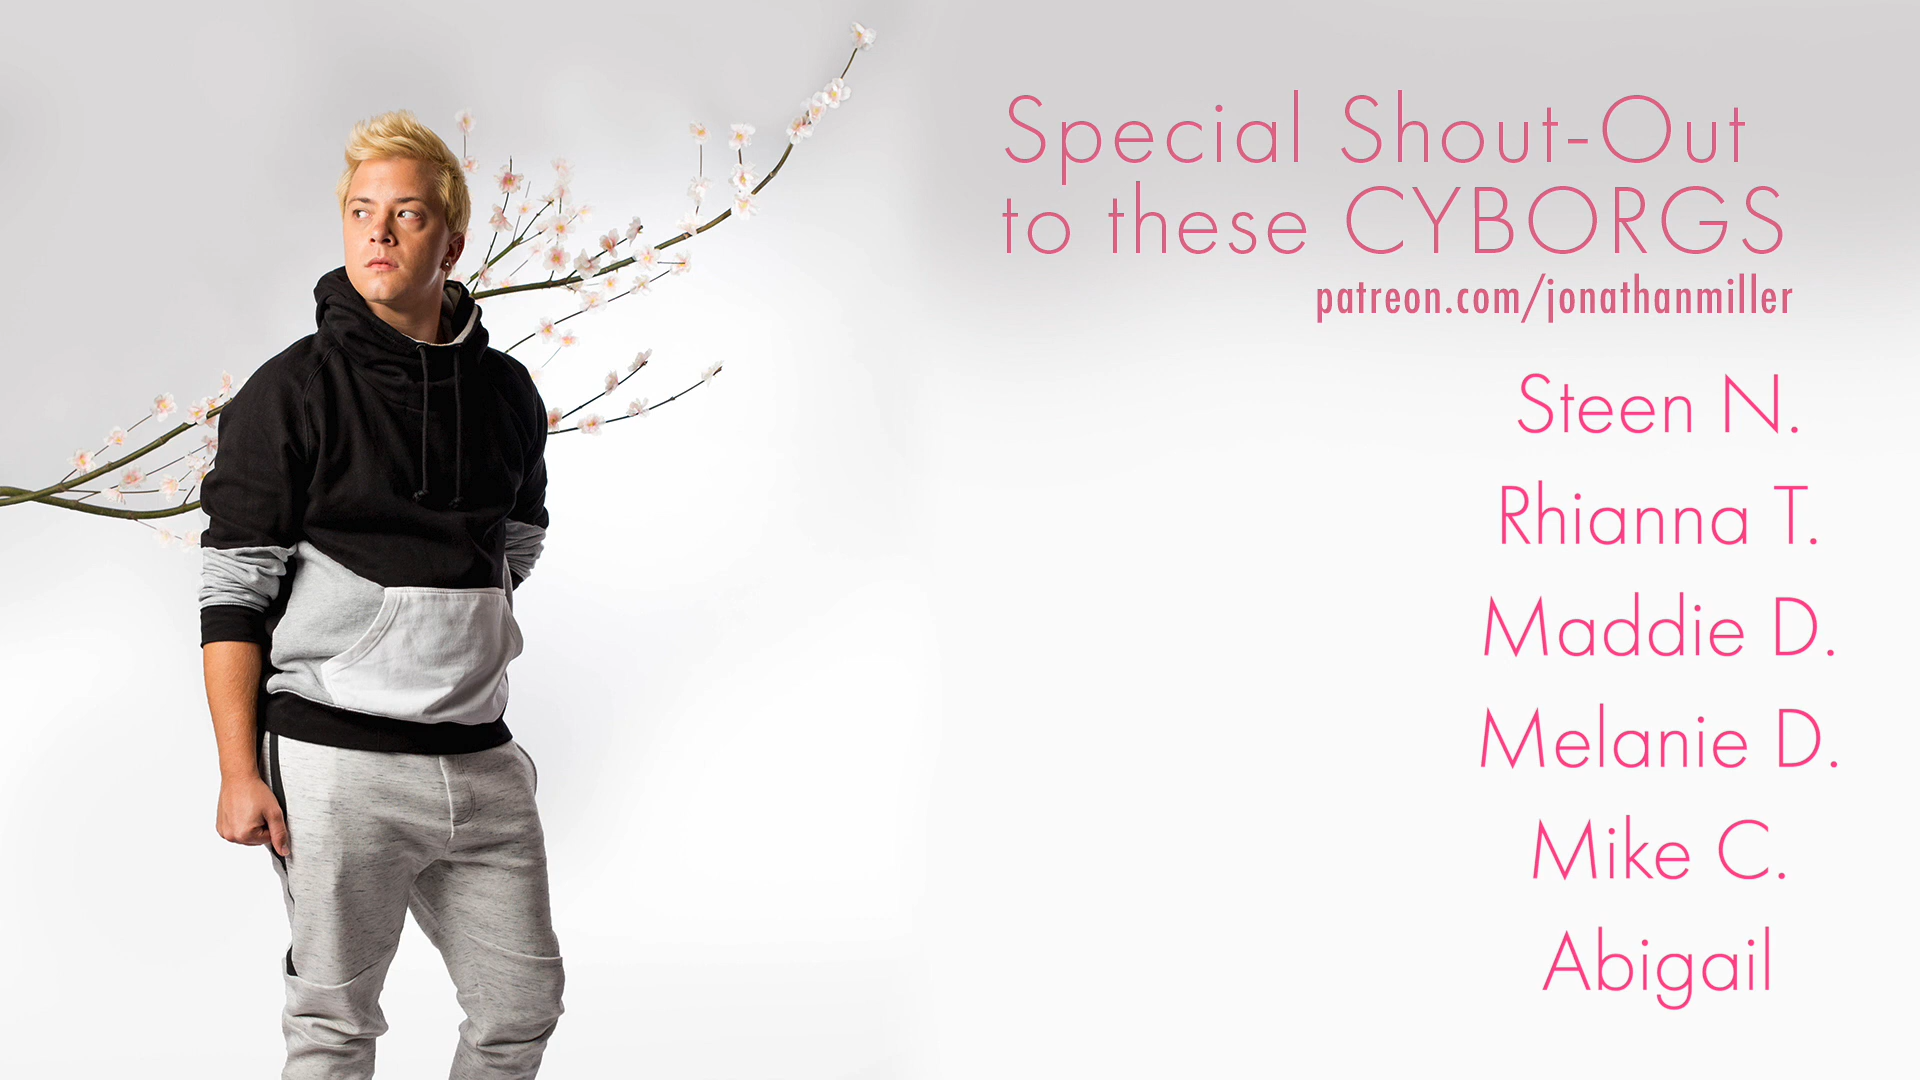 Special Shout-Out
to these CYBORGS
patreon.com/jonathanmiller
Steen N.
Rhianna T.
Maddie D.
Melanie D.
Mike C.
Abigail